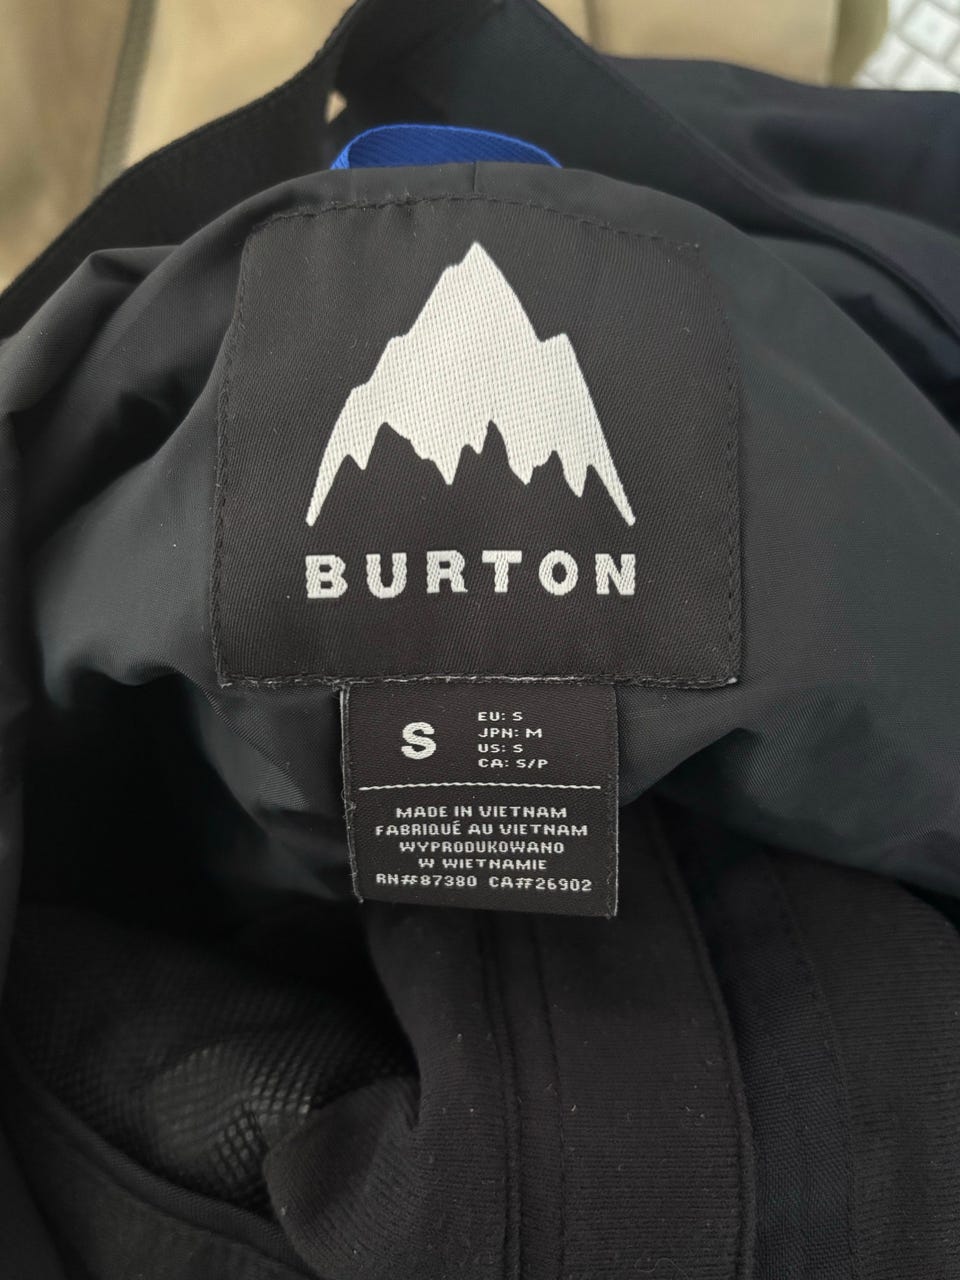 BURTON
S
EU: S
JPN: M
US: S
CA: S/P
MADE IN VIETNAM
FABRIQUÉ AU VIETNAM
WYPRODUKOWANO
W WIETNAMIE
RN#87380 CA#26902